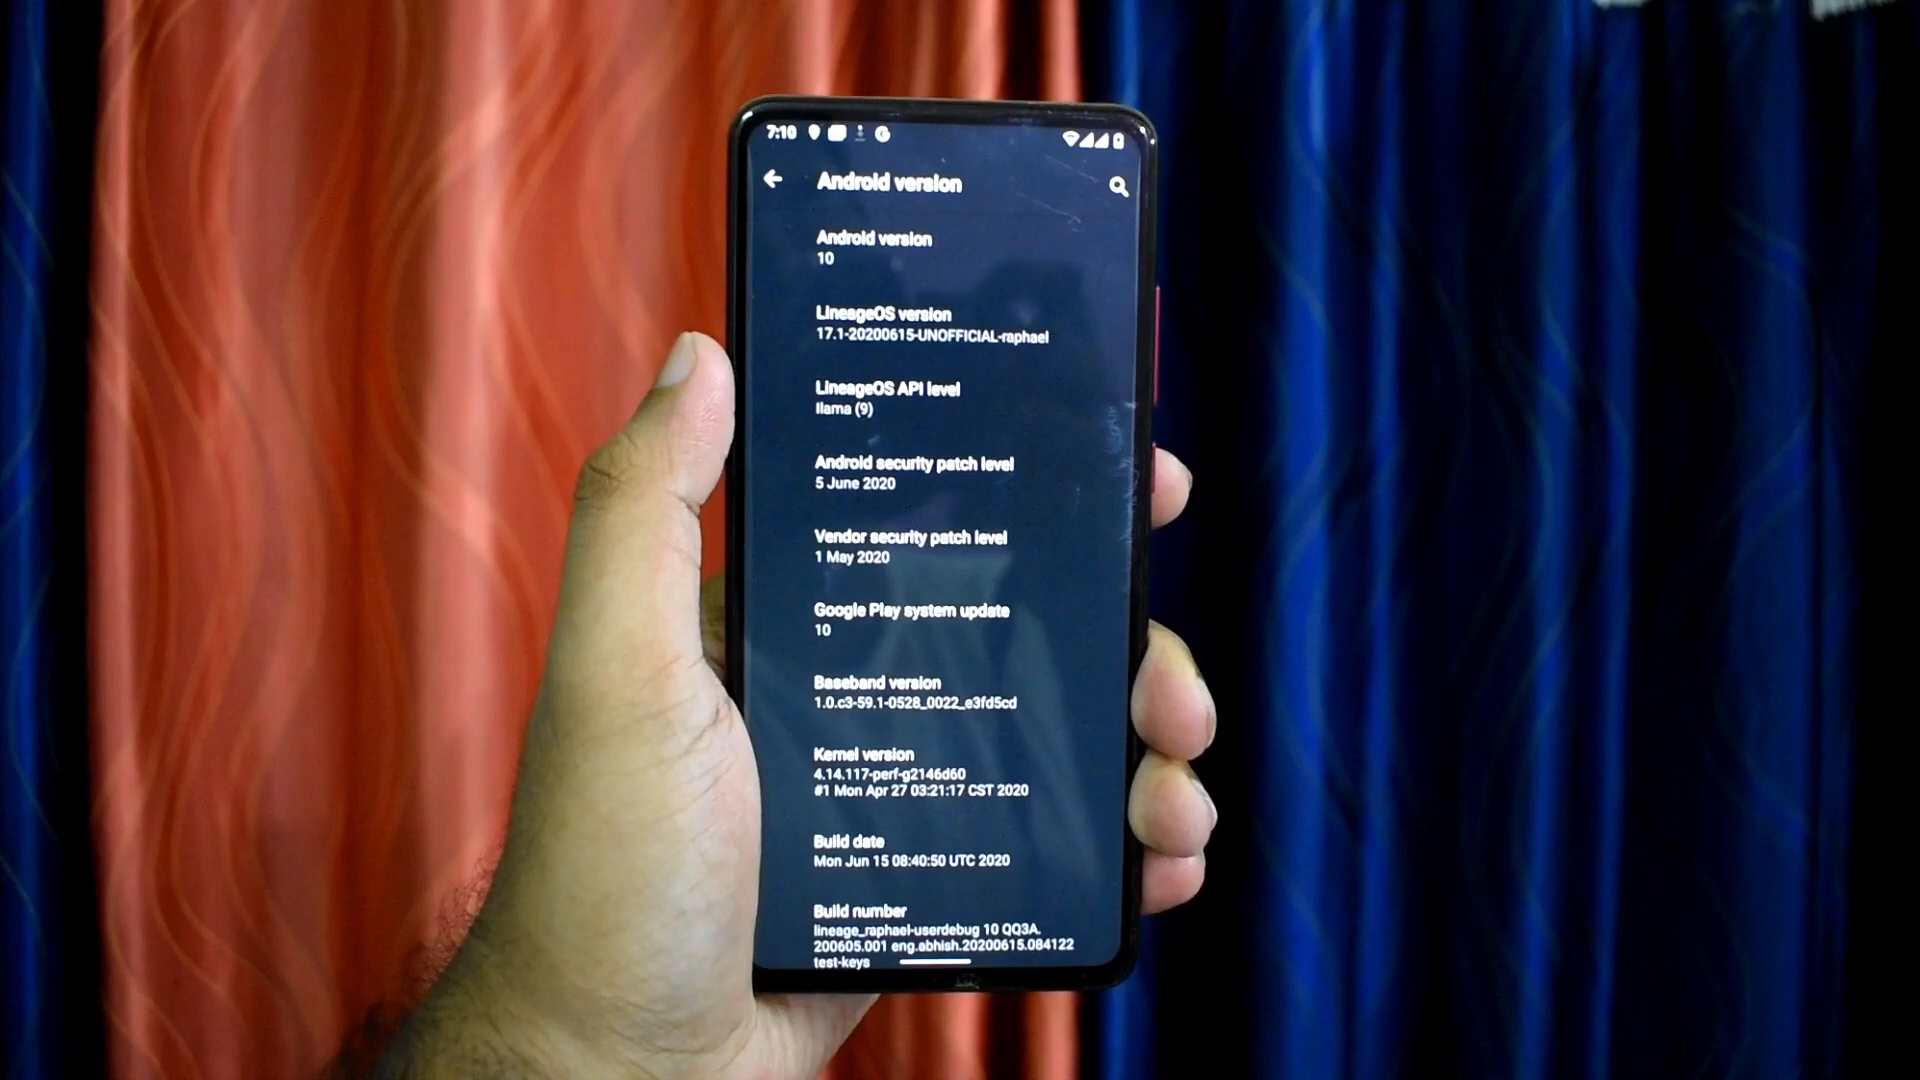 7:10
Android version
Android version
10
LineageOS version
17.1-20200615-UNOFFICIAL-raphael
LineageOS API level
llama (9)
Android security patch level
5 June 2020
Vendor security patch level
1 May 2020
Google Play system update
10
Baseband version
1.0.c3-59.1-0528_0022_e3fd5cd
Kernel version
4.14.117-perf-g2146d60
#1 Mon Apr 27 03:21:17 CST 2020
Build date
Mon Jun 15 08:40:50 UTC 2020
Build number
lineage_raphael-userdebug 10 QQ3A.
200605.001 eng.abhish.20200615.084122
test-keys